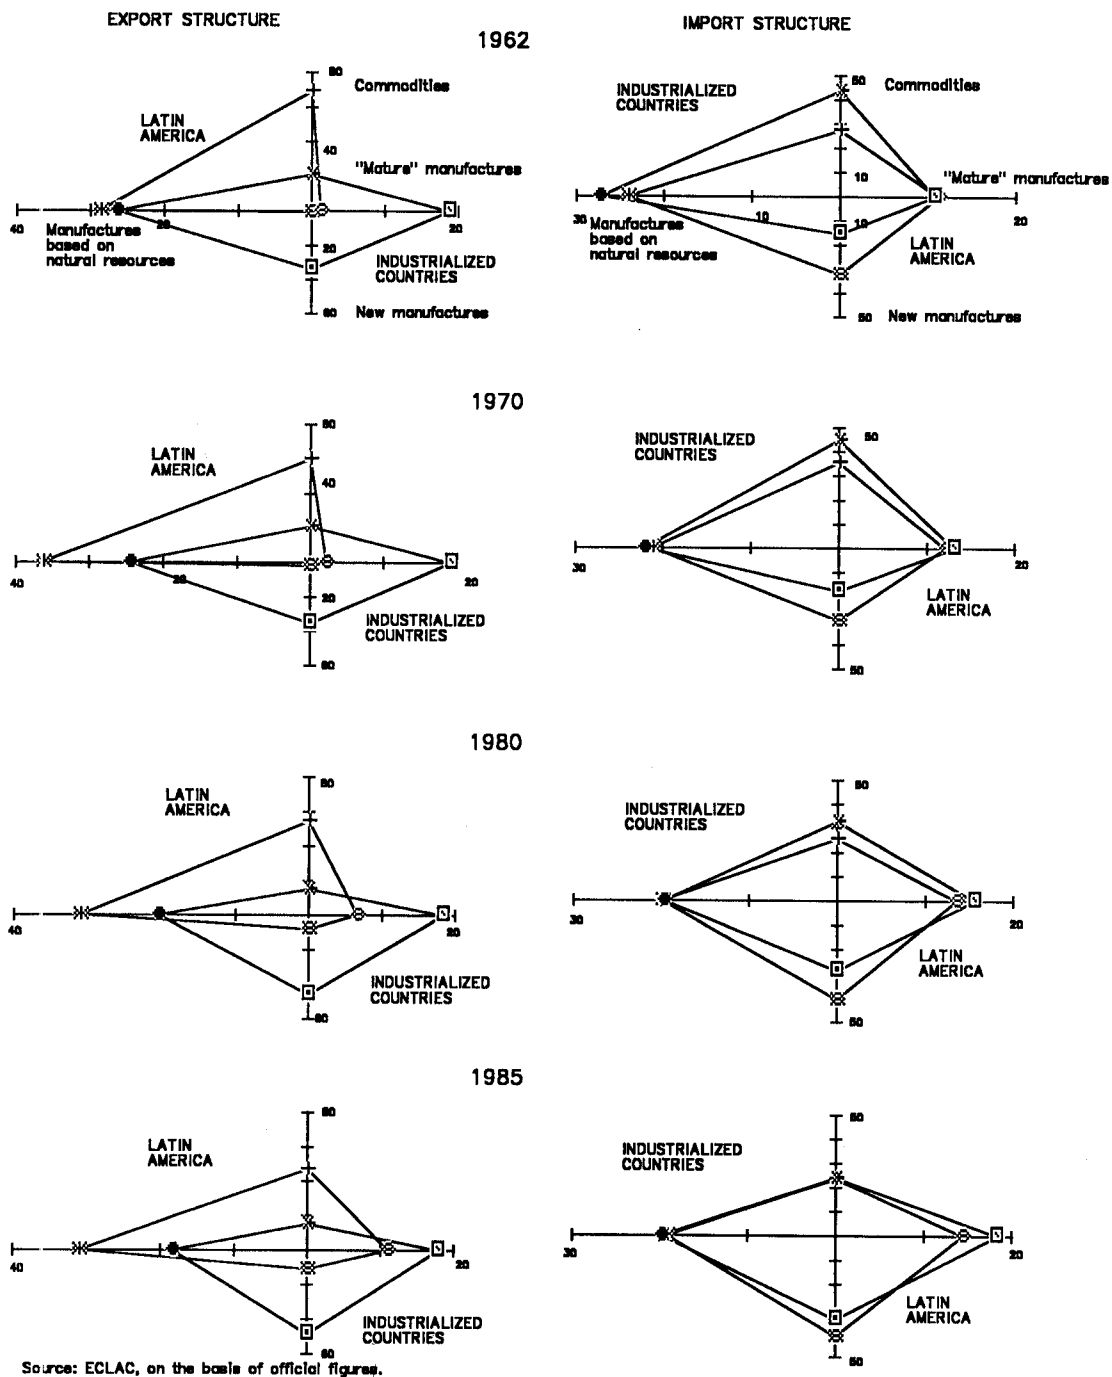 EXPORT STRUCTURE
IMPORT STRUCTURE
1962
80
Commodities
LATIN
AMERICA
40
"Mature" manufactures
40
20
20
Manufactures
based on
natural resources
20
INDUSTRIALIZED
COUNTRIES
60
New manufactures
50
Commodities
INDUSTRIALIZED
COUNTRIES
10
"Mature" manufactures
30
10
20
Manufactures
based on
natural resources
10
LATIN
AMERICA
50
New manufactures
1970
80
LATIN
AMERICA
40
40
20
20
20
INDUSTRIALIZED
COUNTRIES
60
50
INDUSTRIALIZED
COUNTRIES
30
20
LATIN
AMERICA
50
1980
80
LATIN
AMERICA
40
20
INDUSTRIALIZED
COUNTRIES
60
50
INDUSTRIALIZED
COUNTRIES
30
20
LATIN
AMERICA
50
1985
80
LATIN
AMERICA
40
20
INDUSTRIALIZED
COUNTRIES
60
50
INDUSTRIALIZED
COUNTRIES
30
20
LATIN
AMERICA
50
Source: ECLAC, on the basis of official figures.